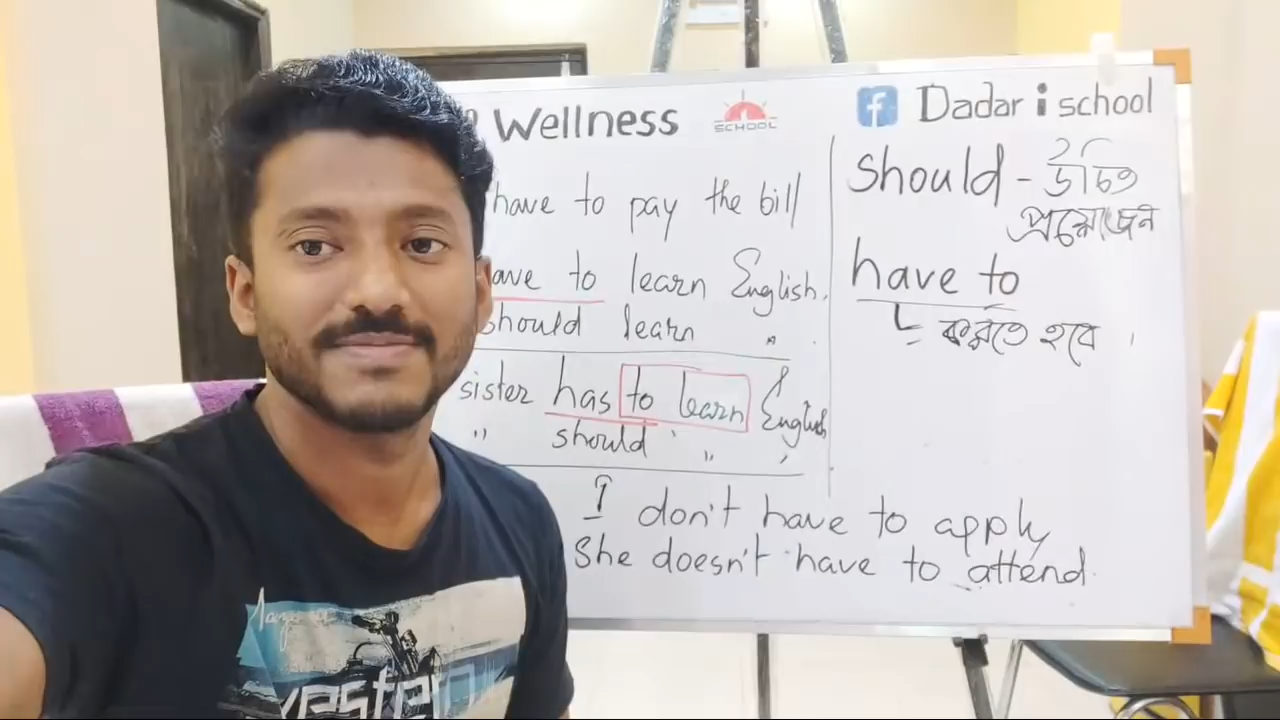 Wellness
SCHOOL
Dadar i school
have to pay the bill
have to learn English.
should learn "
sister has to learn English
" should " "
I don't have to apply
She doesn't have to attend.
should - উচিত
প্রয়োজন
have to
করতে হবে